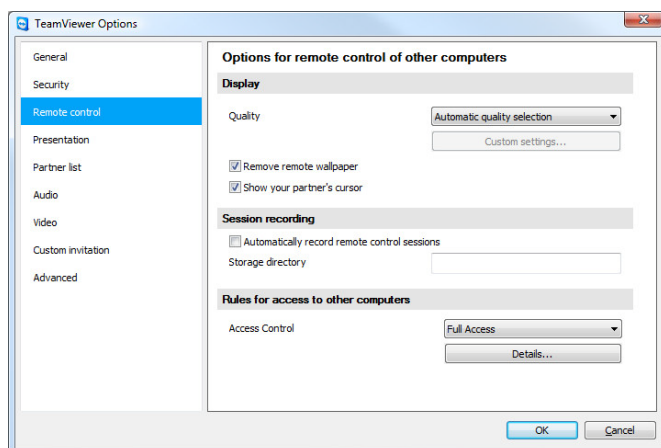 TeamViewer Options
General
Security
Remote control
Presentation
Partner list
Audio
Video
Custom invitation
Advanced
Options for remote control of other computers
Display
Quality
Automatic quality selection
Custom settings...
Remove remote wallpaper
Show your partner's cursor
Session recording
Automatically record remote control sessions
Storage directory
Rules for access to other computers
Access Control
Full Access
Details...
OK
Cancel